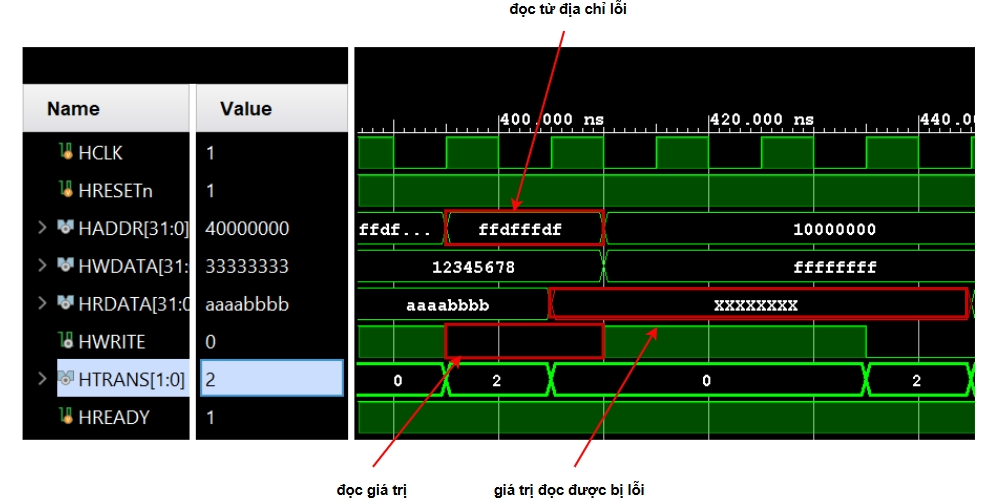 đọc từ địa chỉ lỗi
Name Value
400.000 ns 420.000 ns 440.0
HCLK 1
HRESETn 1
HADDR[31:0] 40000000 ffdf... ffdfffdf 10000000
HWDATA[31: 33333333 12345678 ffffffff
HRDATA[31:0 aaaabbbb aaaabbbb XXXXXXXX
HWRITE 0
HTRANS[1:0] 2 0 2 0 2
HREADY 1
đọc giá trị giá trị đọc được bị lỗi